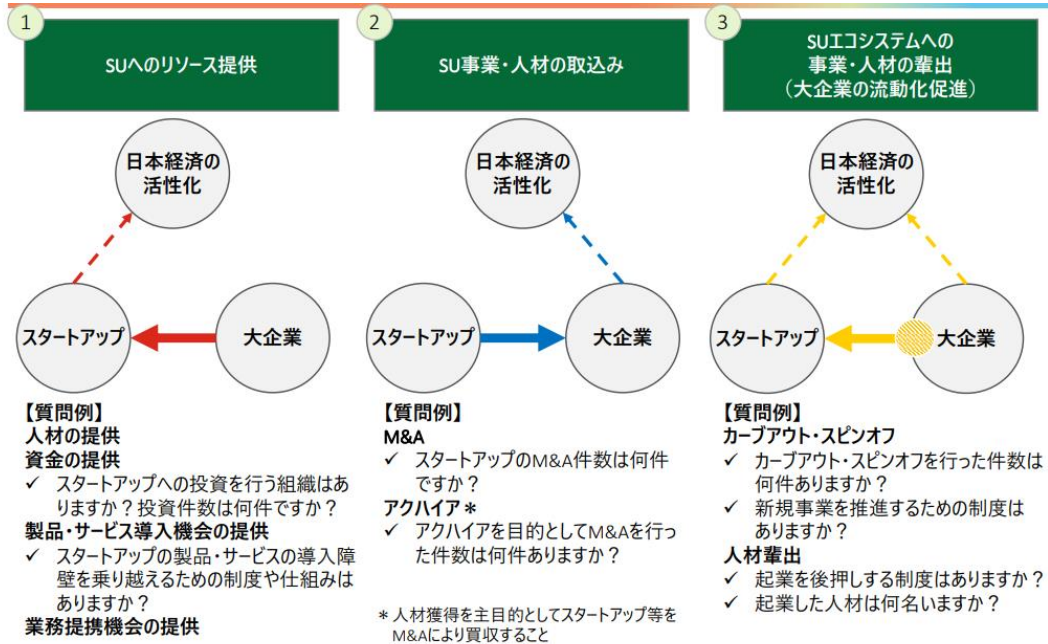 1
SUへのリソース提供
日本経済の
活性化
スタートアップ
大企業
【質問例】
人材の提供
資金の提供
✓ スタートアップへの投資を行う組織はあ
りますか？投資件数は何件ですか？
製品・サービス導入機会の提供
✓ スタートアップの製品・サービスの導入障
壁を乗り越えるための制度や仕組みは
ありますか？
業務提携機会の提供
2
SU事業・人材の取込み
日本経済の
活性化
スタートアップ
大企業
【質問例】
M&A
✓ スタートアップのM&A件数は何件
ですか？
アクハイア＊
✓ アクハイアを目的としてM&Aを行っ
た件数は何件ありますか？
＊人材獲得を主目的としてスタートアップ等を
M&Aにより買収すること
3
SUエコシステムへの
事業・人材の輩出
（大企業の流動化促進）
日本経済の
活性化
スタートアップ
大企業
【質問例】
カーブアウト・スピンオフ
✓ カーブアウト・スピンオフを行った件数は
何件ありますか？
✓ 新規事業を推進するための制度は
ありますか？
人材輩出
✓ 起業を後押しする制度はありますか？
✓ 起業した人材は何名いますか？